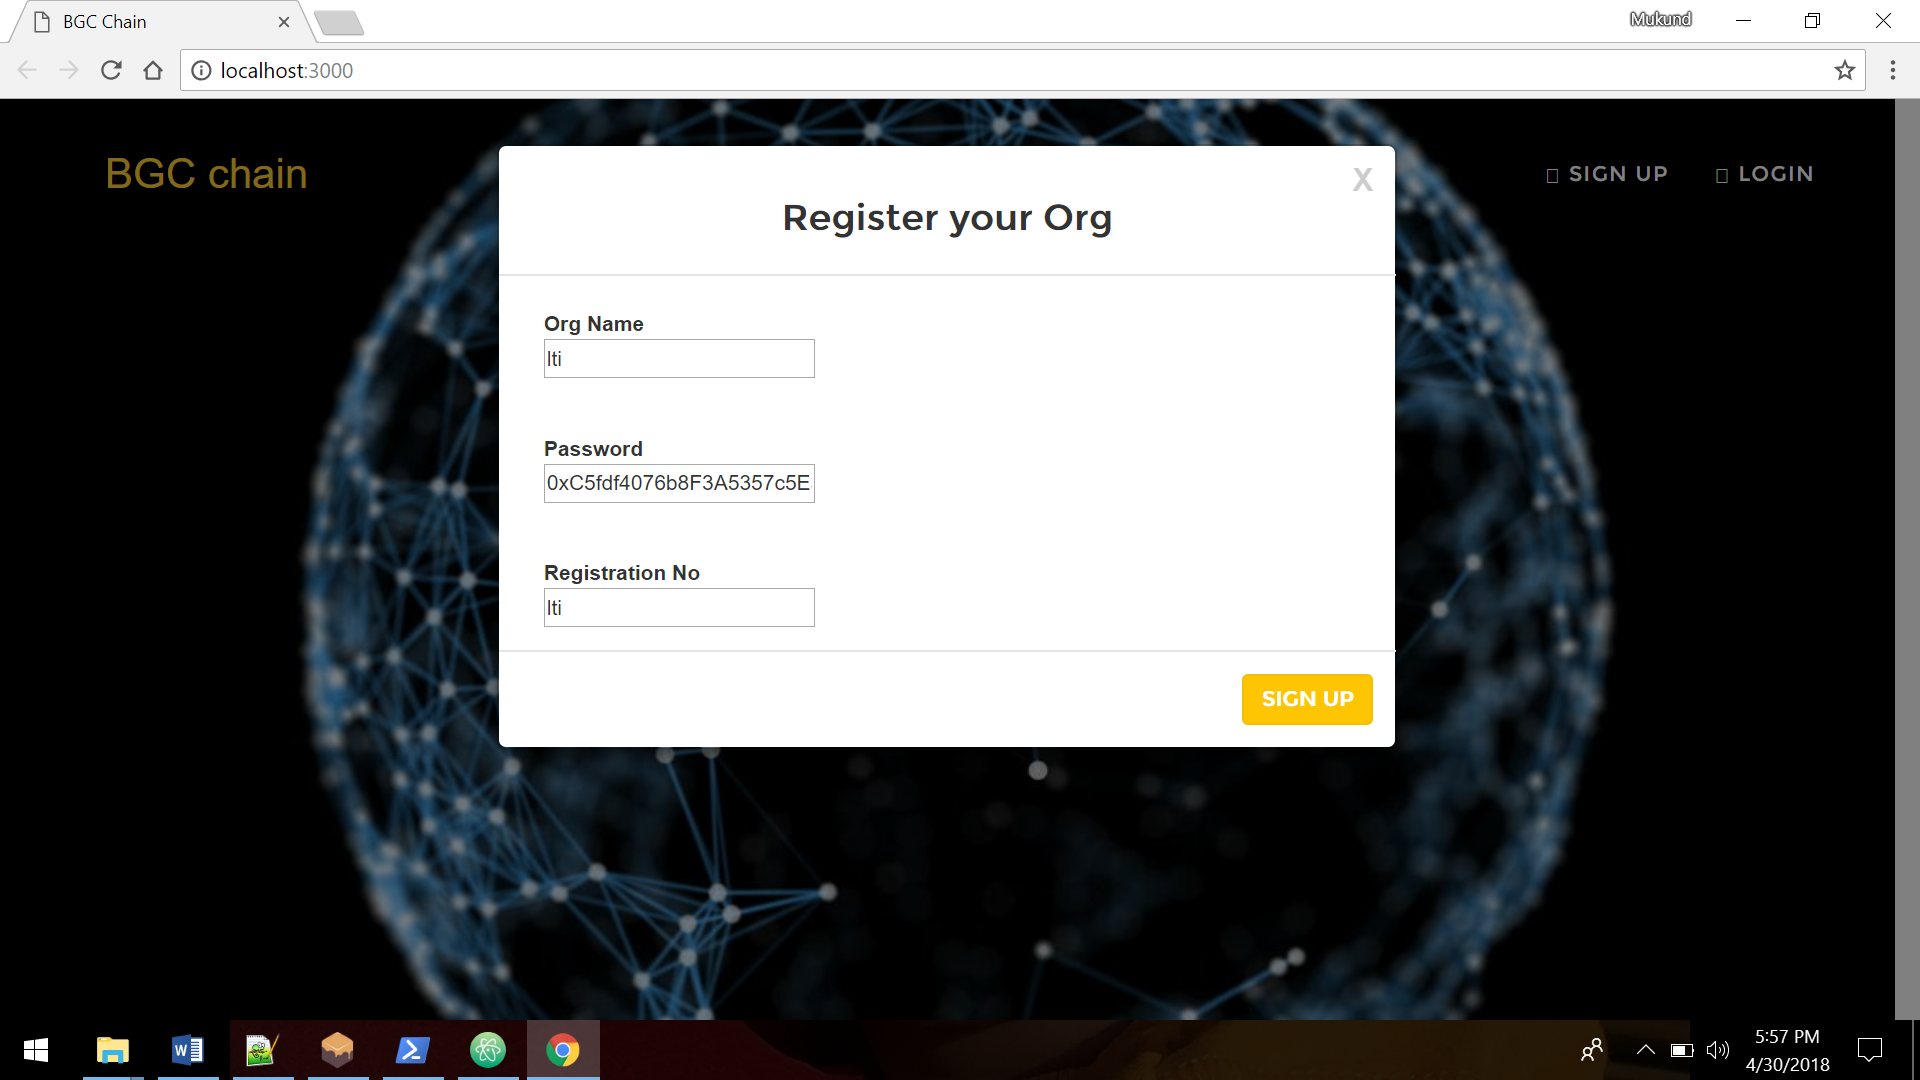 BGC Chain
Mukund
localhost:3000
BGC chain
SIGN UP
LOGIN
X
Register your Org
Org Name
lti
Password
0xC5fdf4076b8F3A5357c5E
Registration No
lti
SIGN UP
5:57 PM
4/30/2018